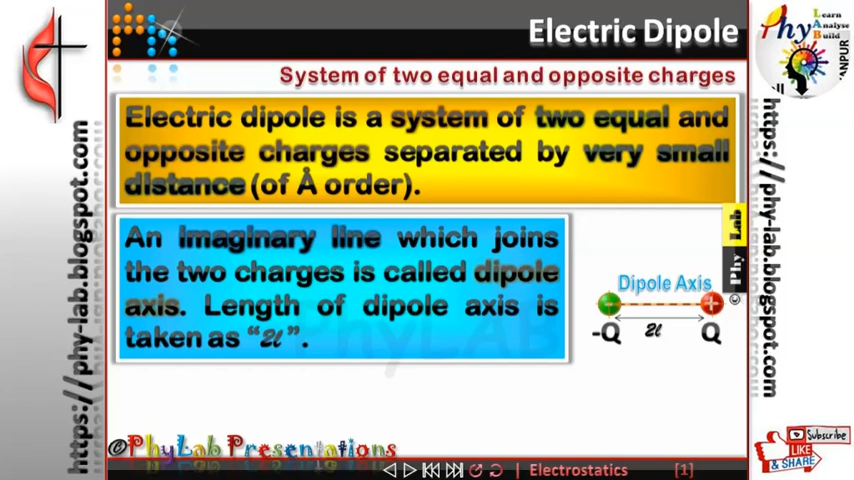 Electric Dipole
System of two equal and opposite charges
Electric dipole is a system of two equal and
opposite charges separated by very small
distance (of Å order).
An imaginary line which joins
the two charges is called dipole
axis. Length of dipole axis is
taken as “2l”.
Dipole Axis
-Q 2l Q
© Phy Lab
PhyLAB
©PhyLab Presentations
Electrostatics [1]
https://phy-lab.blogspot.com
https://phy-lab.blogspot.com
Phy LAB
Learn
Analyse
Build
Subscribe
LIKE
& SHARE